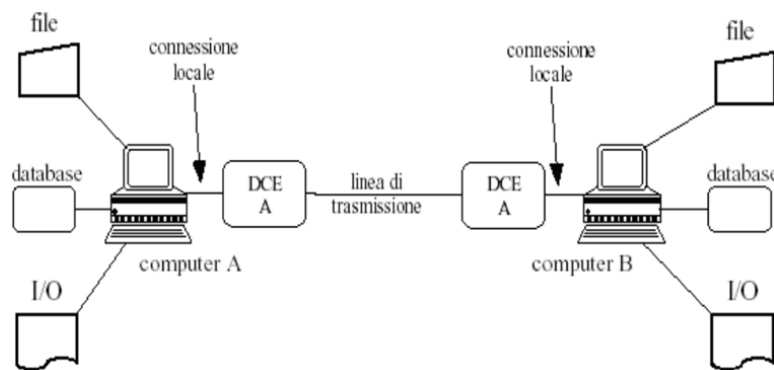 file
connessione
locale
connessione
locale
file
database
DCE
A
linea di
trasmissione
DCE
A
database
computer A
computer B
I/O
I/O